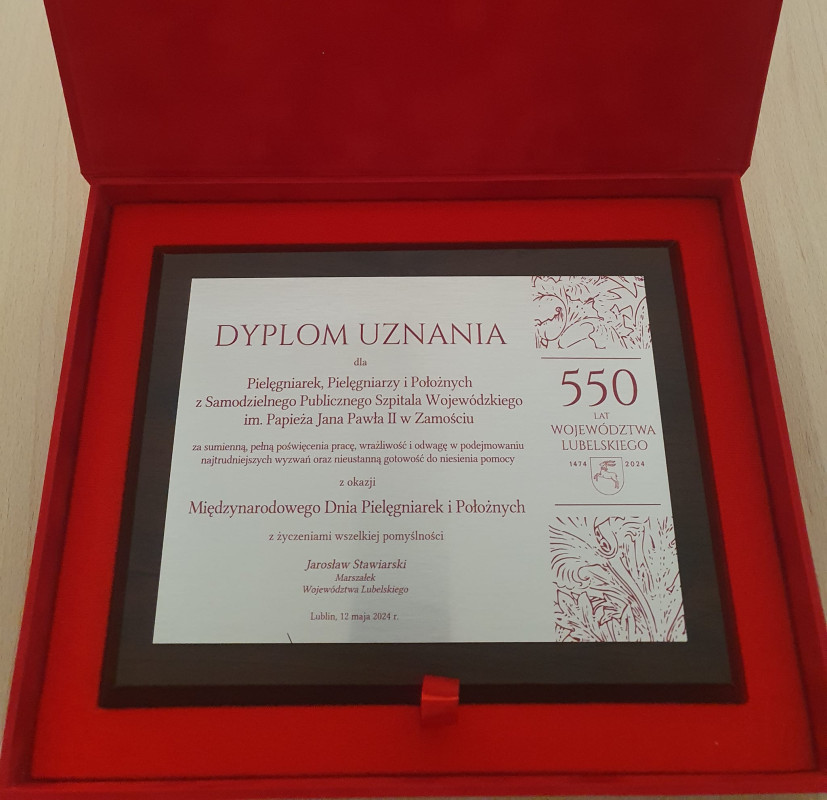 DYPLOM UZNANIA
dla
Pielęgniarek, Pielęgniarzy i Położnych
z Samodzielnego Publicznego Szpitala Wojewódzkiego
im. Papieża Jana Pawła II w Zamościu
za sumienną, pełną poświęcenia pracę, wrażliwość i odwagę w podejmowaniu
najtrudniejszych wyzwań oraz nieustanną gotowość do niesienia pomocy
z okazji
Międzynarodowego Dnia Pielęgniarek i Położnych
z życzeniami wszelkiej pomyślności
Jarosław Stawiarski
Marszałek
Województwa Lubelskiego
Lublin, 12 maja 2024 r.
550
LAT
WOJEWÓDZTWA
LUBELSKIEGO
1474 2024